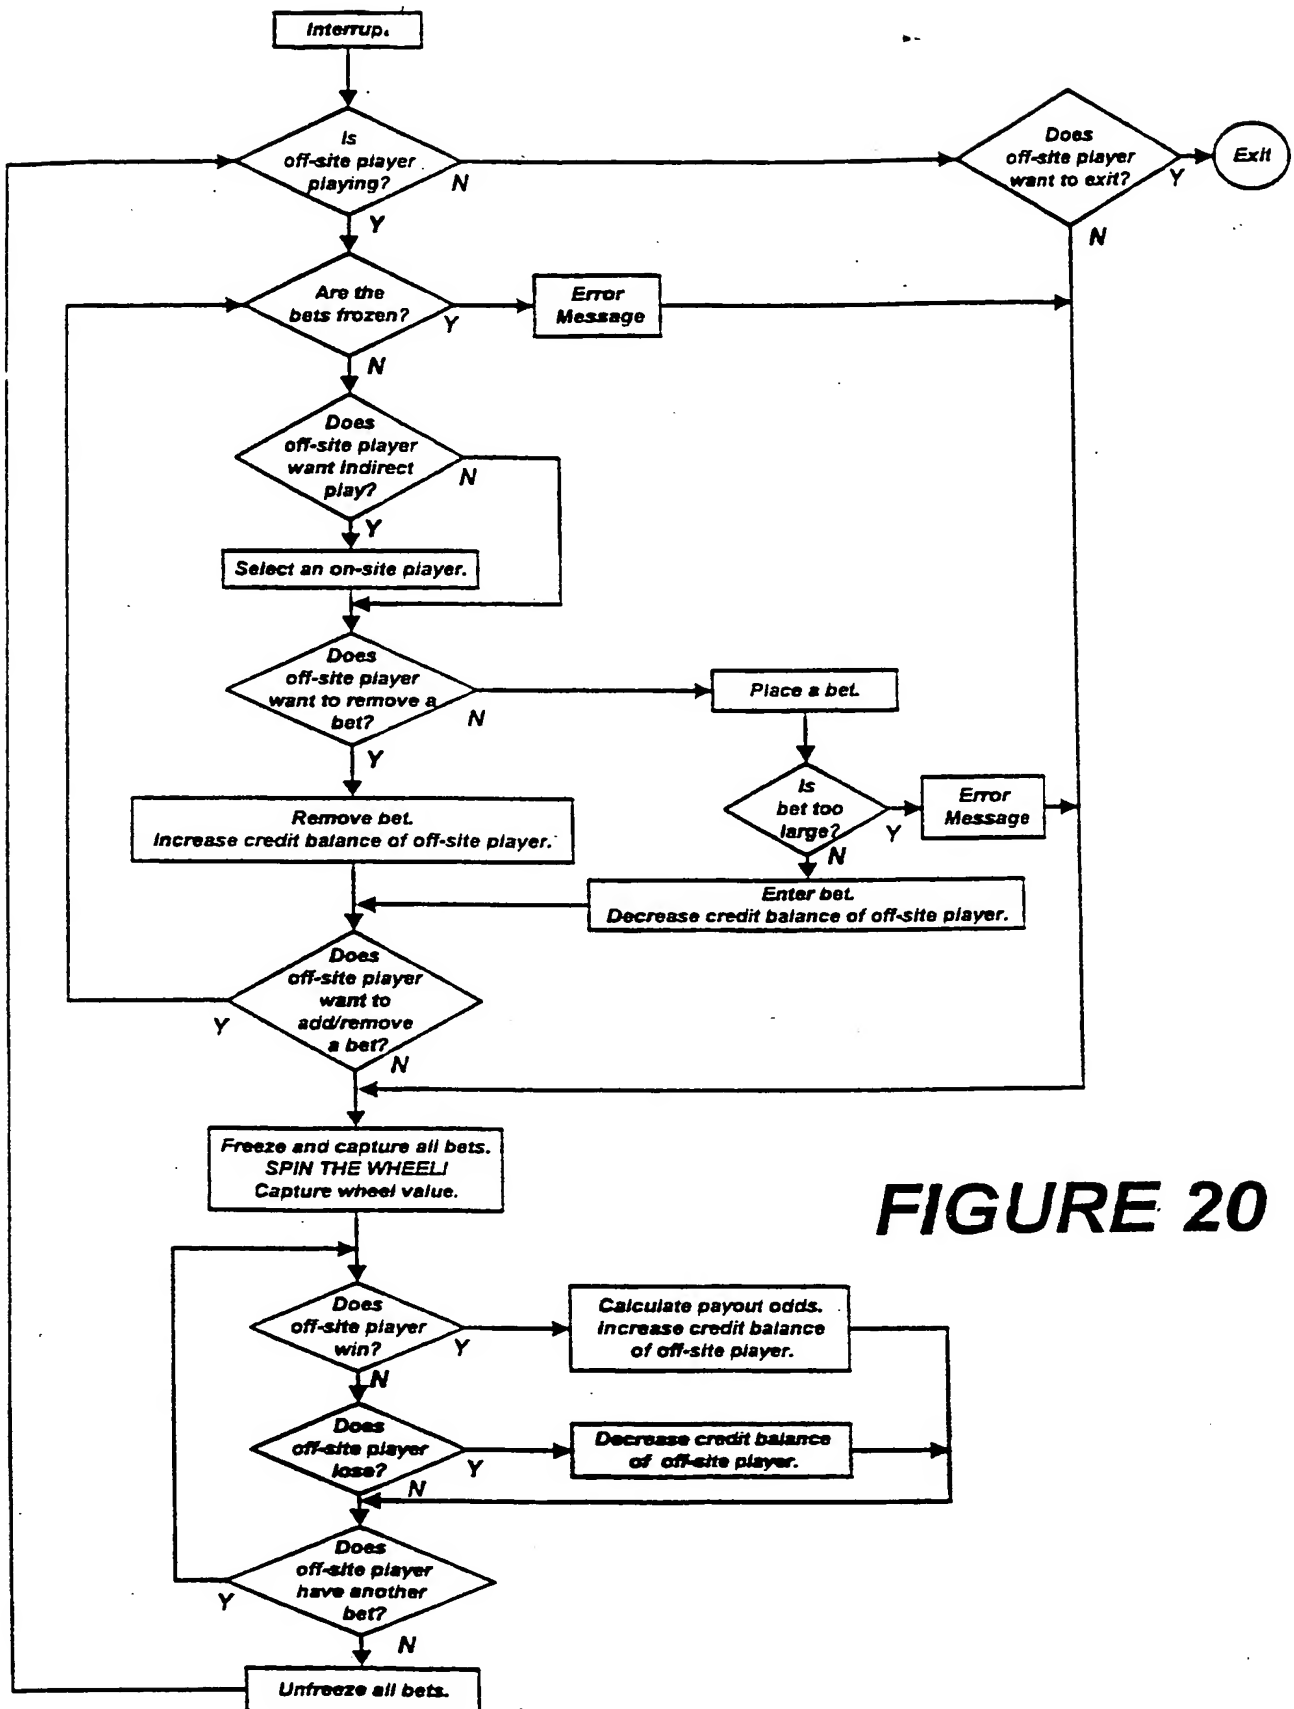 Interrup.
Is
off-site player
playing?
N
Y
Does
off-site player
want to exit?
Y
Exit
N
Are the
bets frozen?
Y
Error
Message
N
Does
off-site player
want indirect
play?
N
Y
Select an on-site player.
Does
off-site player
want to remove a
bet?
N
Y
Place a bet.
Is
bet too
large?
Y
Error
Message
N
Remove bet.
Increase credit balance of off-site player.
Enter bet.
Decrease credit balance of off-site player.
Does
off-site player
want to
add/remove
a bet?
Y
N
Freeze and capture all bets.
SPIN THE WHEEL!
Capture wheel value.
FIGURE 20
Does
off-site player
win?
Y
N
Calculate payout odds.
Increase credit balance
of off-site player.
Does
off-site player
lose?
Y
N
Decrease credit balance
of off-site player.
Does
off-site player
have another
bet?
Y
N
Unfreeze all bets.